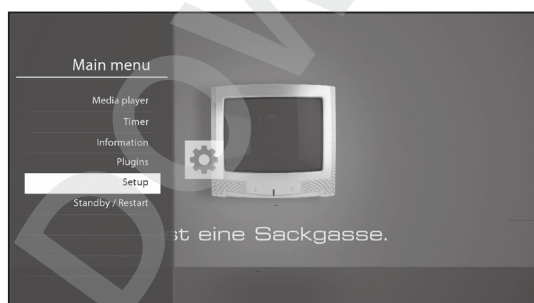 Main menu
Media player
Timer
Information
Plugins
Setup
Standby / Restart
st eine Sackgasse.